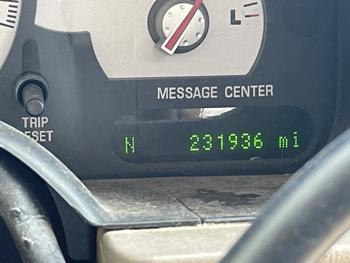 L
MESSAGE CENTER
TRIP
RESET
N 231936 mi